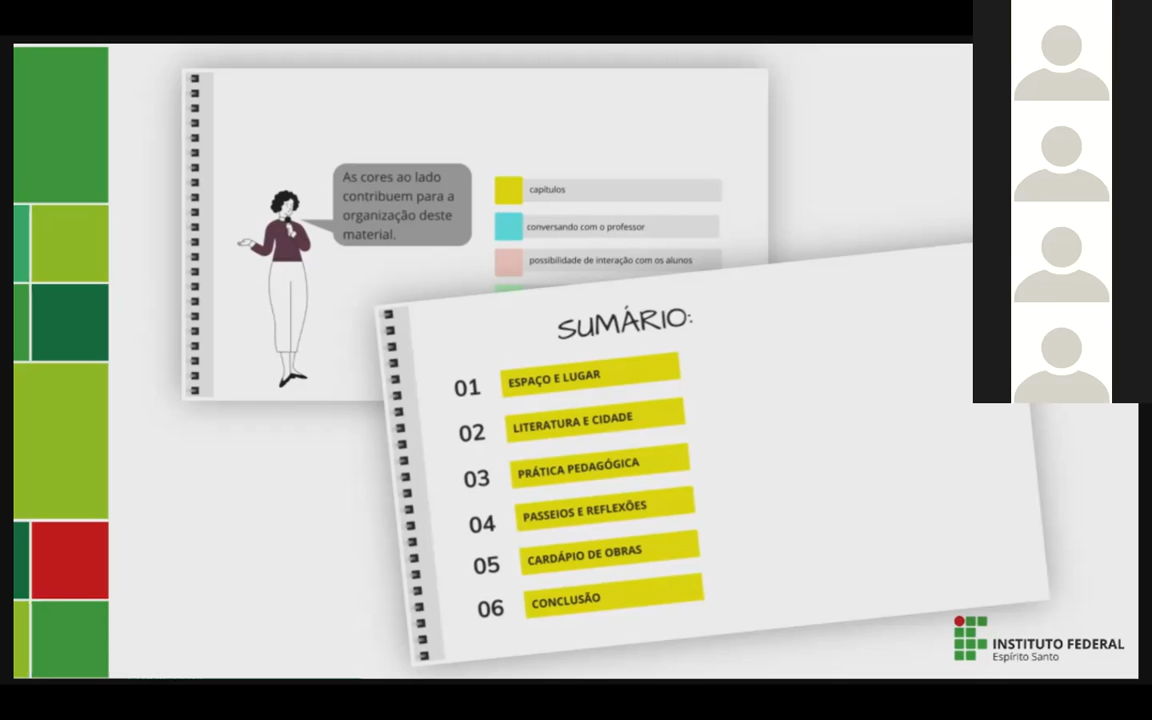 As cores ao lado
contribuem para a
organização deste
material.
capítulos
conversando com o professor
possibilidade de interação com os alunos
SUMÁRIO:
01 ESPAÇO E LUGAR
02 LITERATURA E CIDADE
03 PRÁTICA PEDAGÓGICA
04 PASSEIOS E REFLEXÕES
05 CARDÁPIO DE OBRAS
06 CONCLUSÃO
INSTITUTO FEDERAL
Espírito Santo